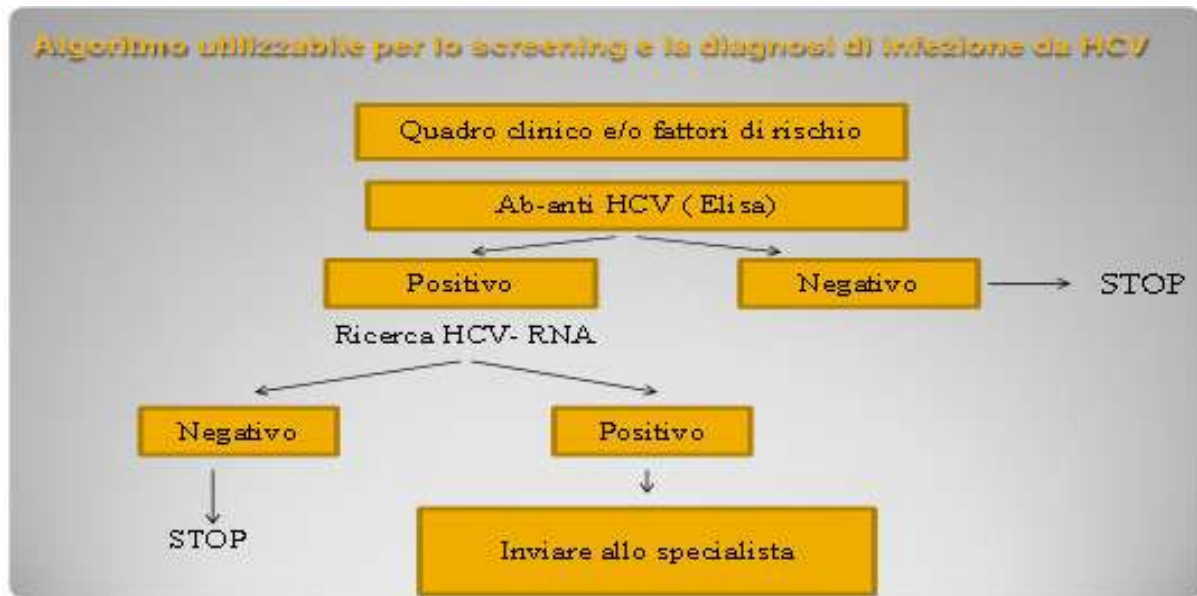 Algoritmo utilizzabile per lo screening e la diagnosi di infezione da HCV
Quadro clinico e/o fattori di rischio
Ab-anti HCV ( Elisa)
Positivo
Negativo
STOP
Ricerca HCV- RNA
Negativo
Positivo
STOP
Inviare allo specialista